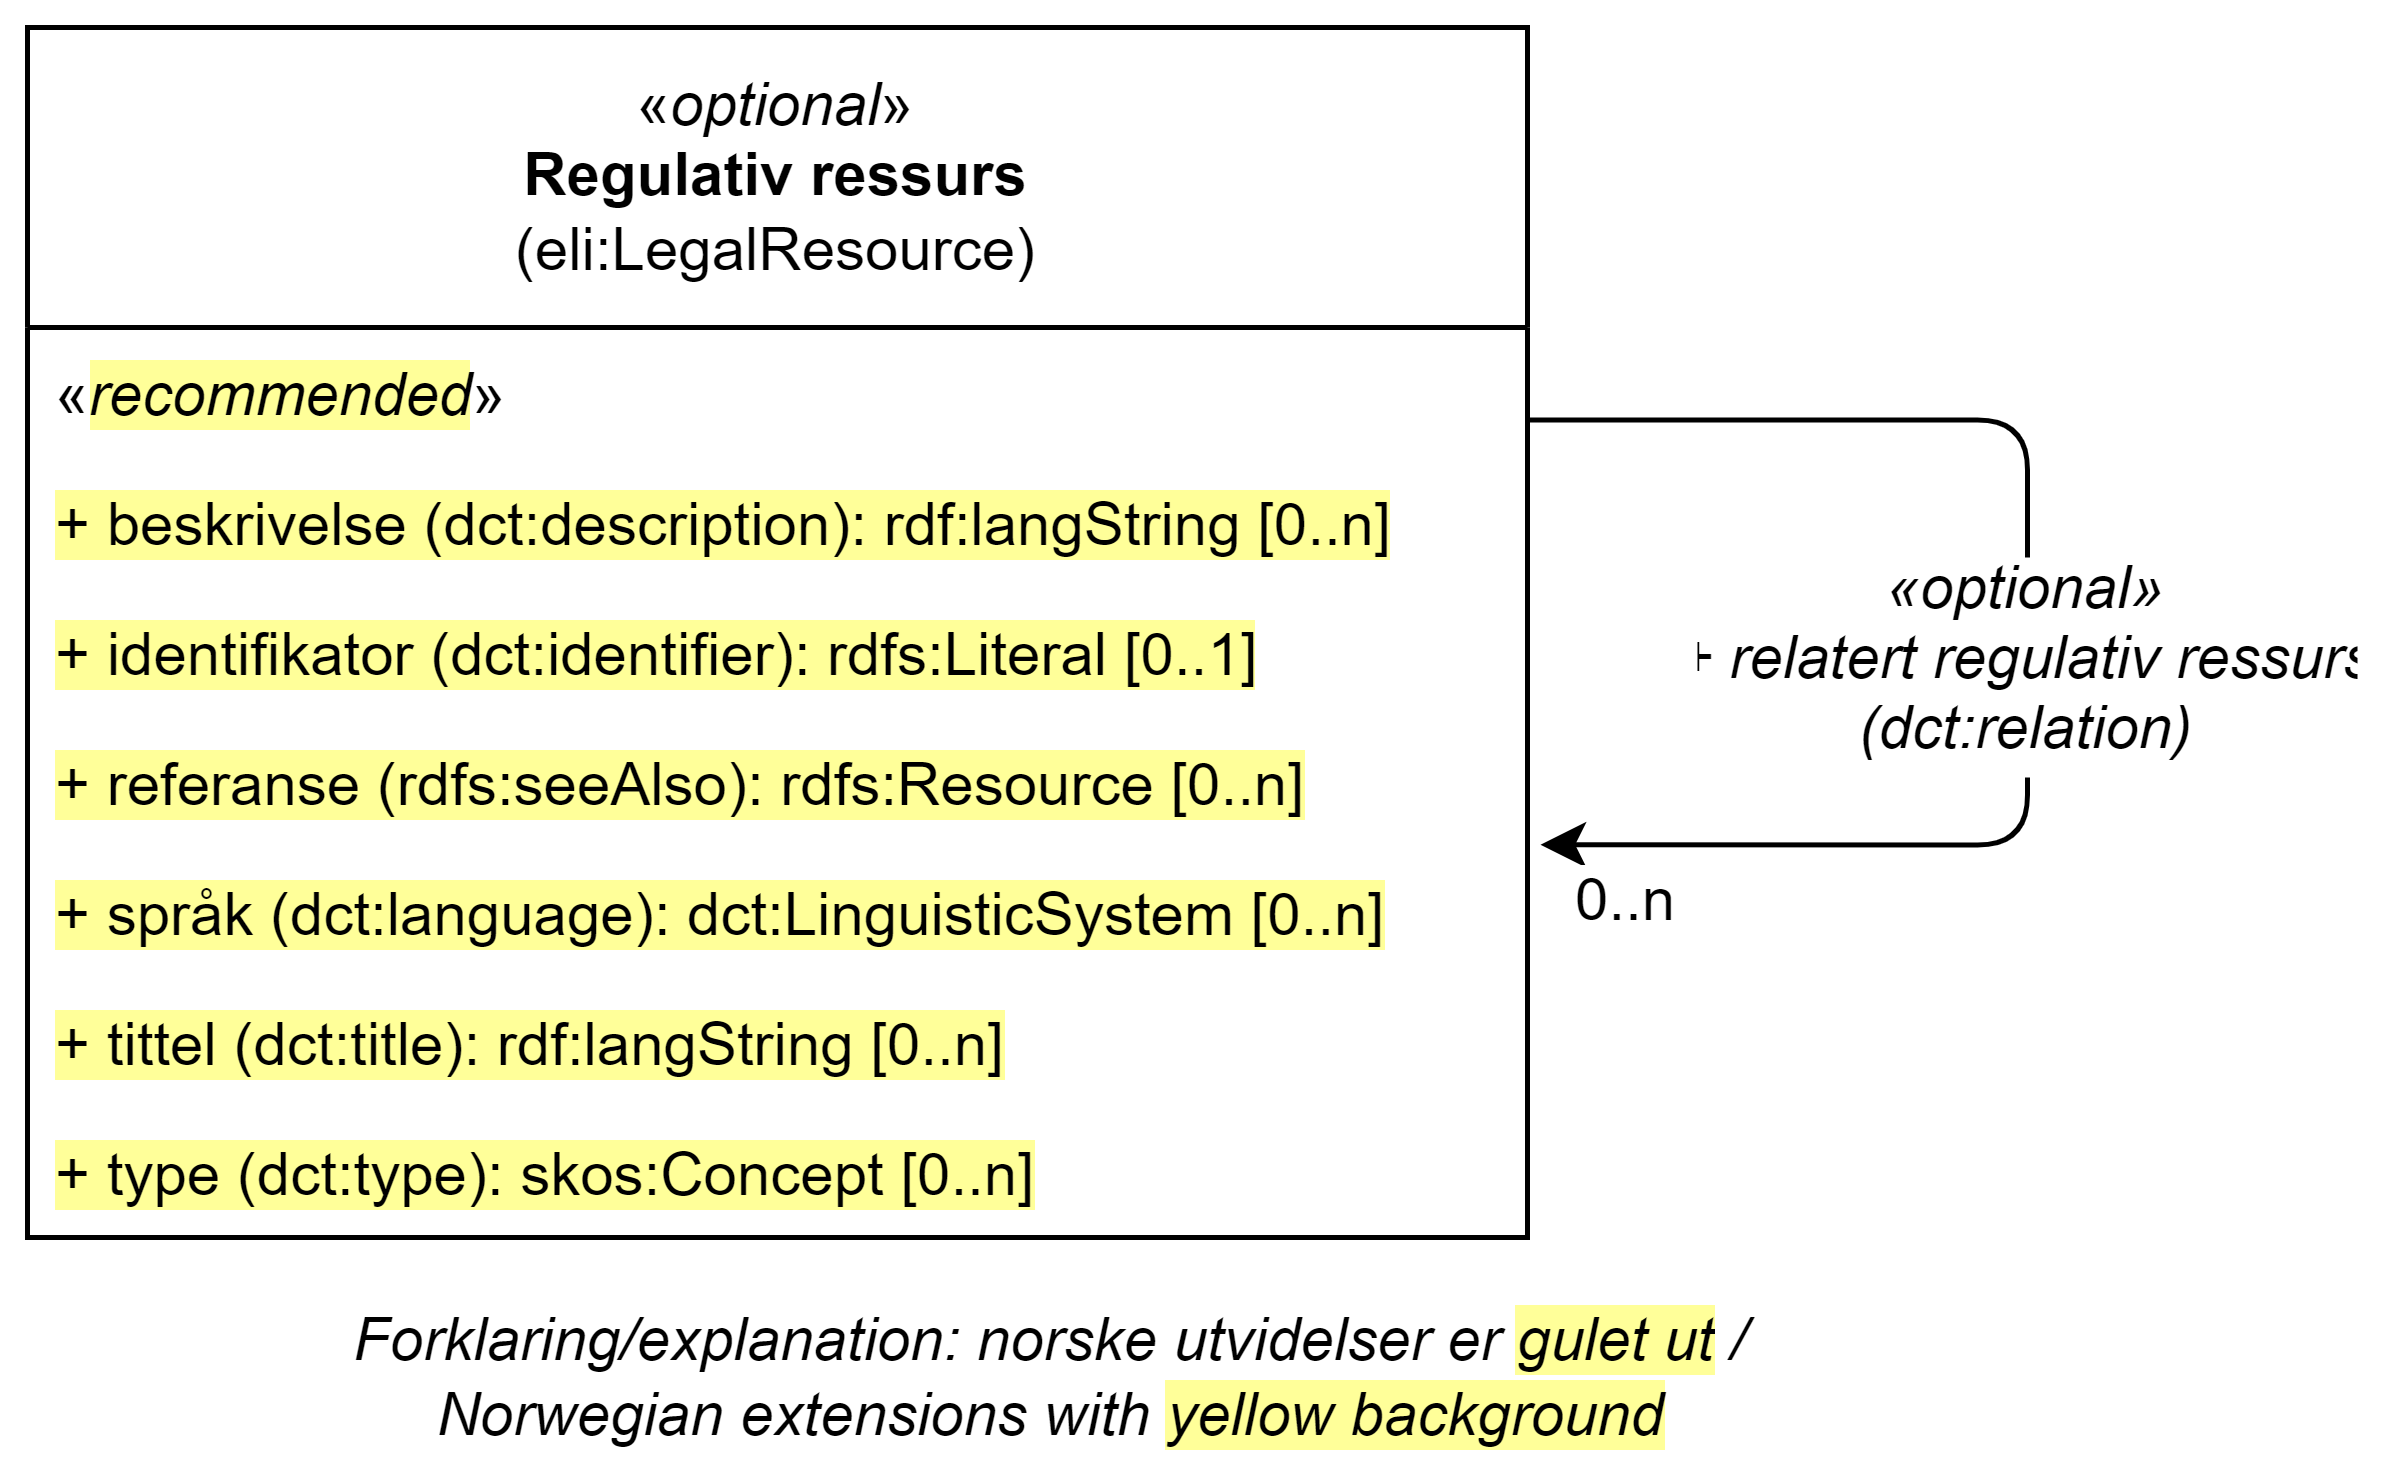 «optional»
Regulativ ressurs
(eli:LegalResource)
«recommended»
+ beskrivelse (dct:description): rdf:langString [0..n]
+ identifikator (dct:identifier): rdfs:Literal [0..1]
+ referanse (rdfs:seeAlso): rdfs:Resource [0..n]
+ språk (dct:language): dct:LinguisticSystem [0..n]
+ tittel (dct:title): rdf:langString [0..n]
+ type (dct:type): skos:Concept [0..n]
«optional»
+ relatert regulativ ressurs
(dct:relation)
0..n
Forklaring/explanation: norske utvidelser er gulet ut /
Norwegian extensions with yellow background